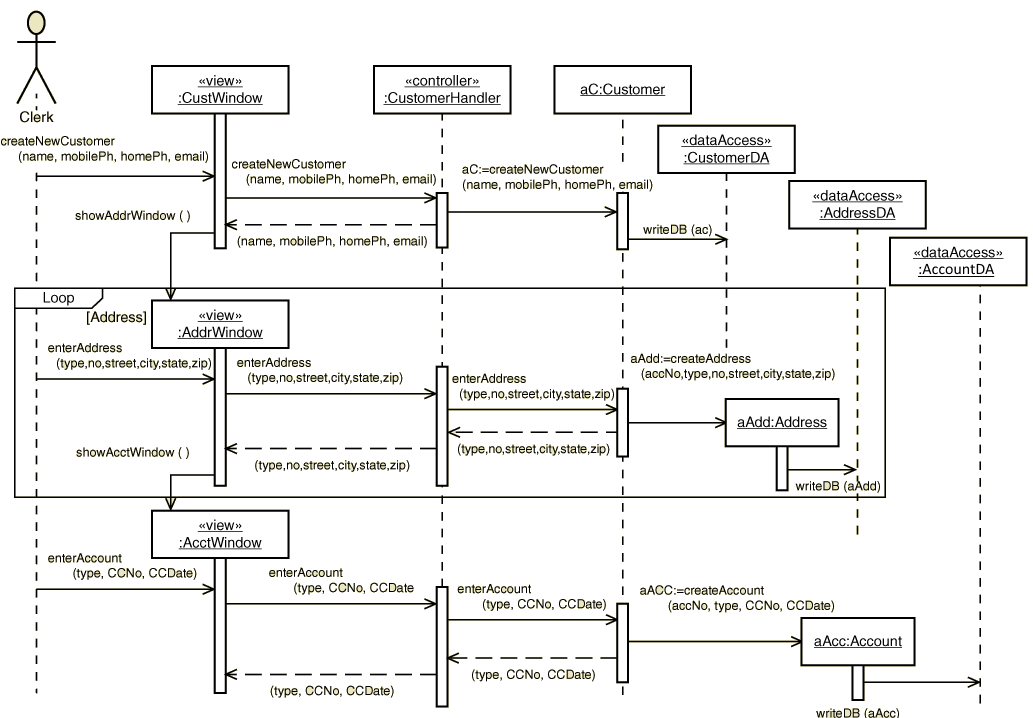 Clerk
«view»
:CustWindow
«controller»
:CustomerHandler
aC:Customer
«dataAccess»
:CustomerDA
«dataAccess»
:AddressDA
«dataAccess»
:AccountDA
createNewCustomer
(name, mobilePh, homePh, email)
createNewCustomer
(name, mobilePh, homePh, email)
aC:=createNewCustomer
(name, mobilePh, homePh, email)
showAddrWindow ( )
(name, mobilePh, homePh, email)
writeDB (ac)
Loop
[Address]
«view»
:AddrWindow
enterAddress
(type,no,street,city,state,zip)
enterAddress
(type,no,street,city,state,zip)
enterAddress
(type,no,street,city,state,zip)
aAdd:=createAddress
(accNo,type,no,street,city,state,zip)
aAdd:Address
(type,no,street,city,state,zip)
showAcctWindow ( )
(type,no,street,city,state,zip)
writeDB (aAdd)
«view»
:AcctWindow
enterAccount
(type, CCNo, CCDate)
enterAccount
(type, CCNo, CCDate
enterAccount
(type, CCNo, CCDate)
aACC:=createAccount
(accNo, type, CCNo, CCDate)
aAcc:Account
(type, CCNo, CCDate)
(type, CCNo, CCDate)
writeDB (aAcc)